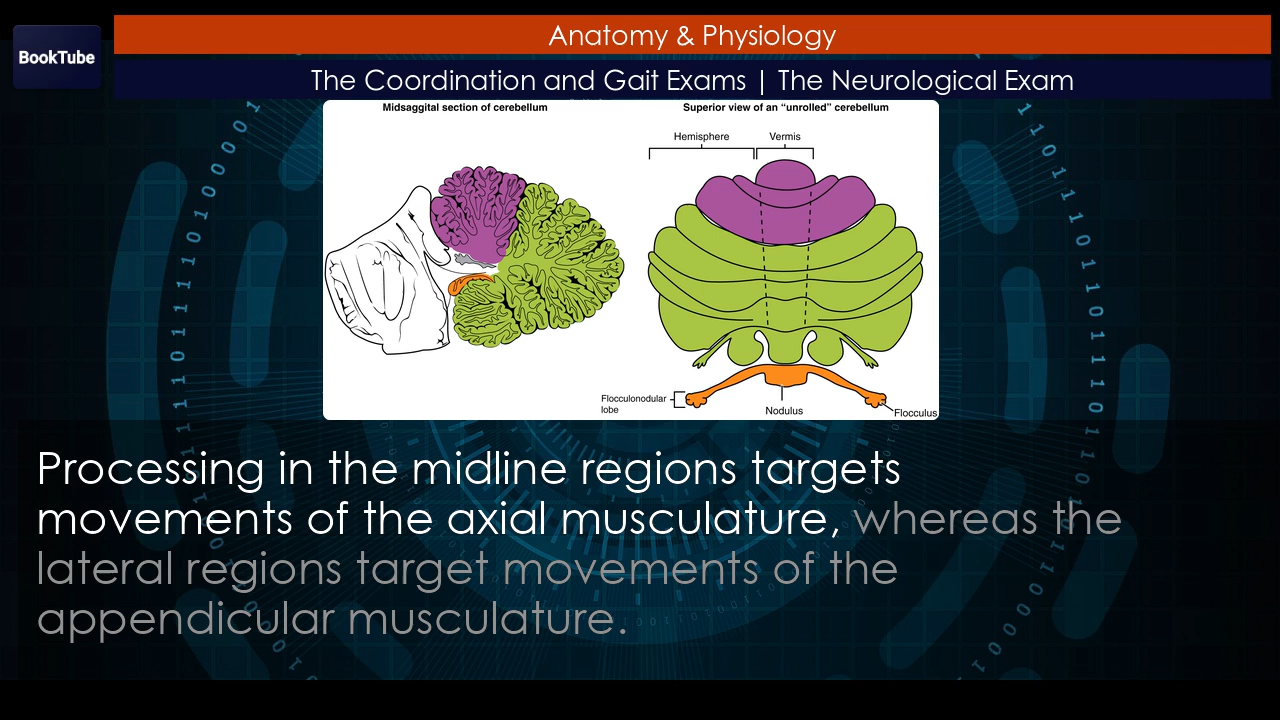 BookTube
Anatomy & Physiology
The Coordination and Gait Exams | The Neurological Exam
Midsaggital section of cerebellum
Superior view of an “unrolled” cerebellum
Hemisphere
Vermis
Flocculonodular
lobe
Nodulus
Flocculus
Processing in the midline regions targets
movements of the axial musculature, whereas the
lateral regions target movements of the
appendicular musculature.